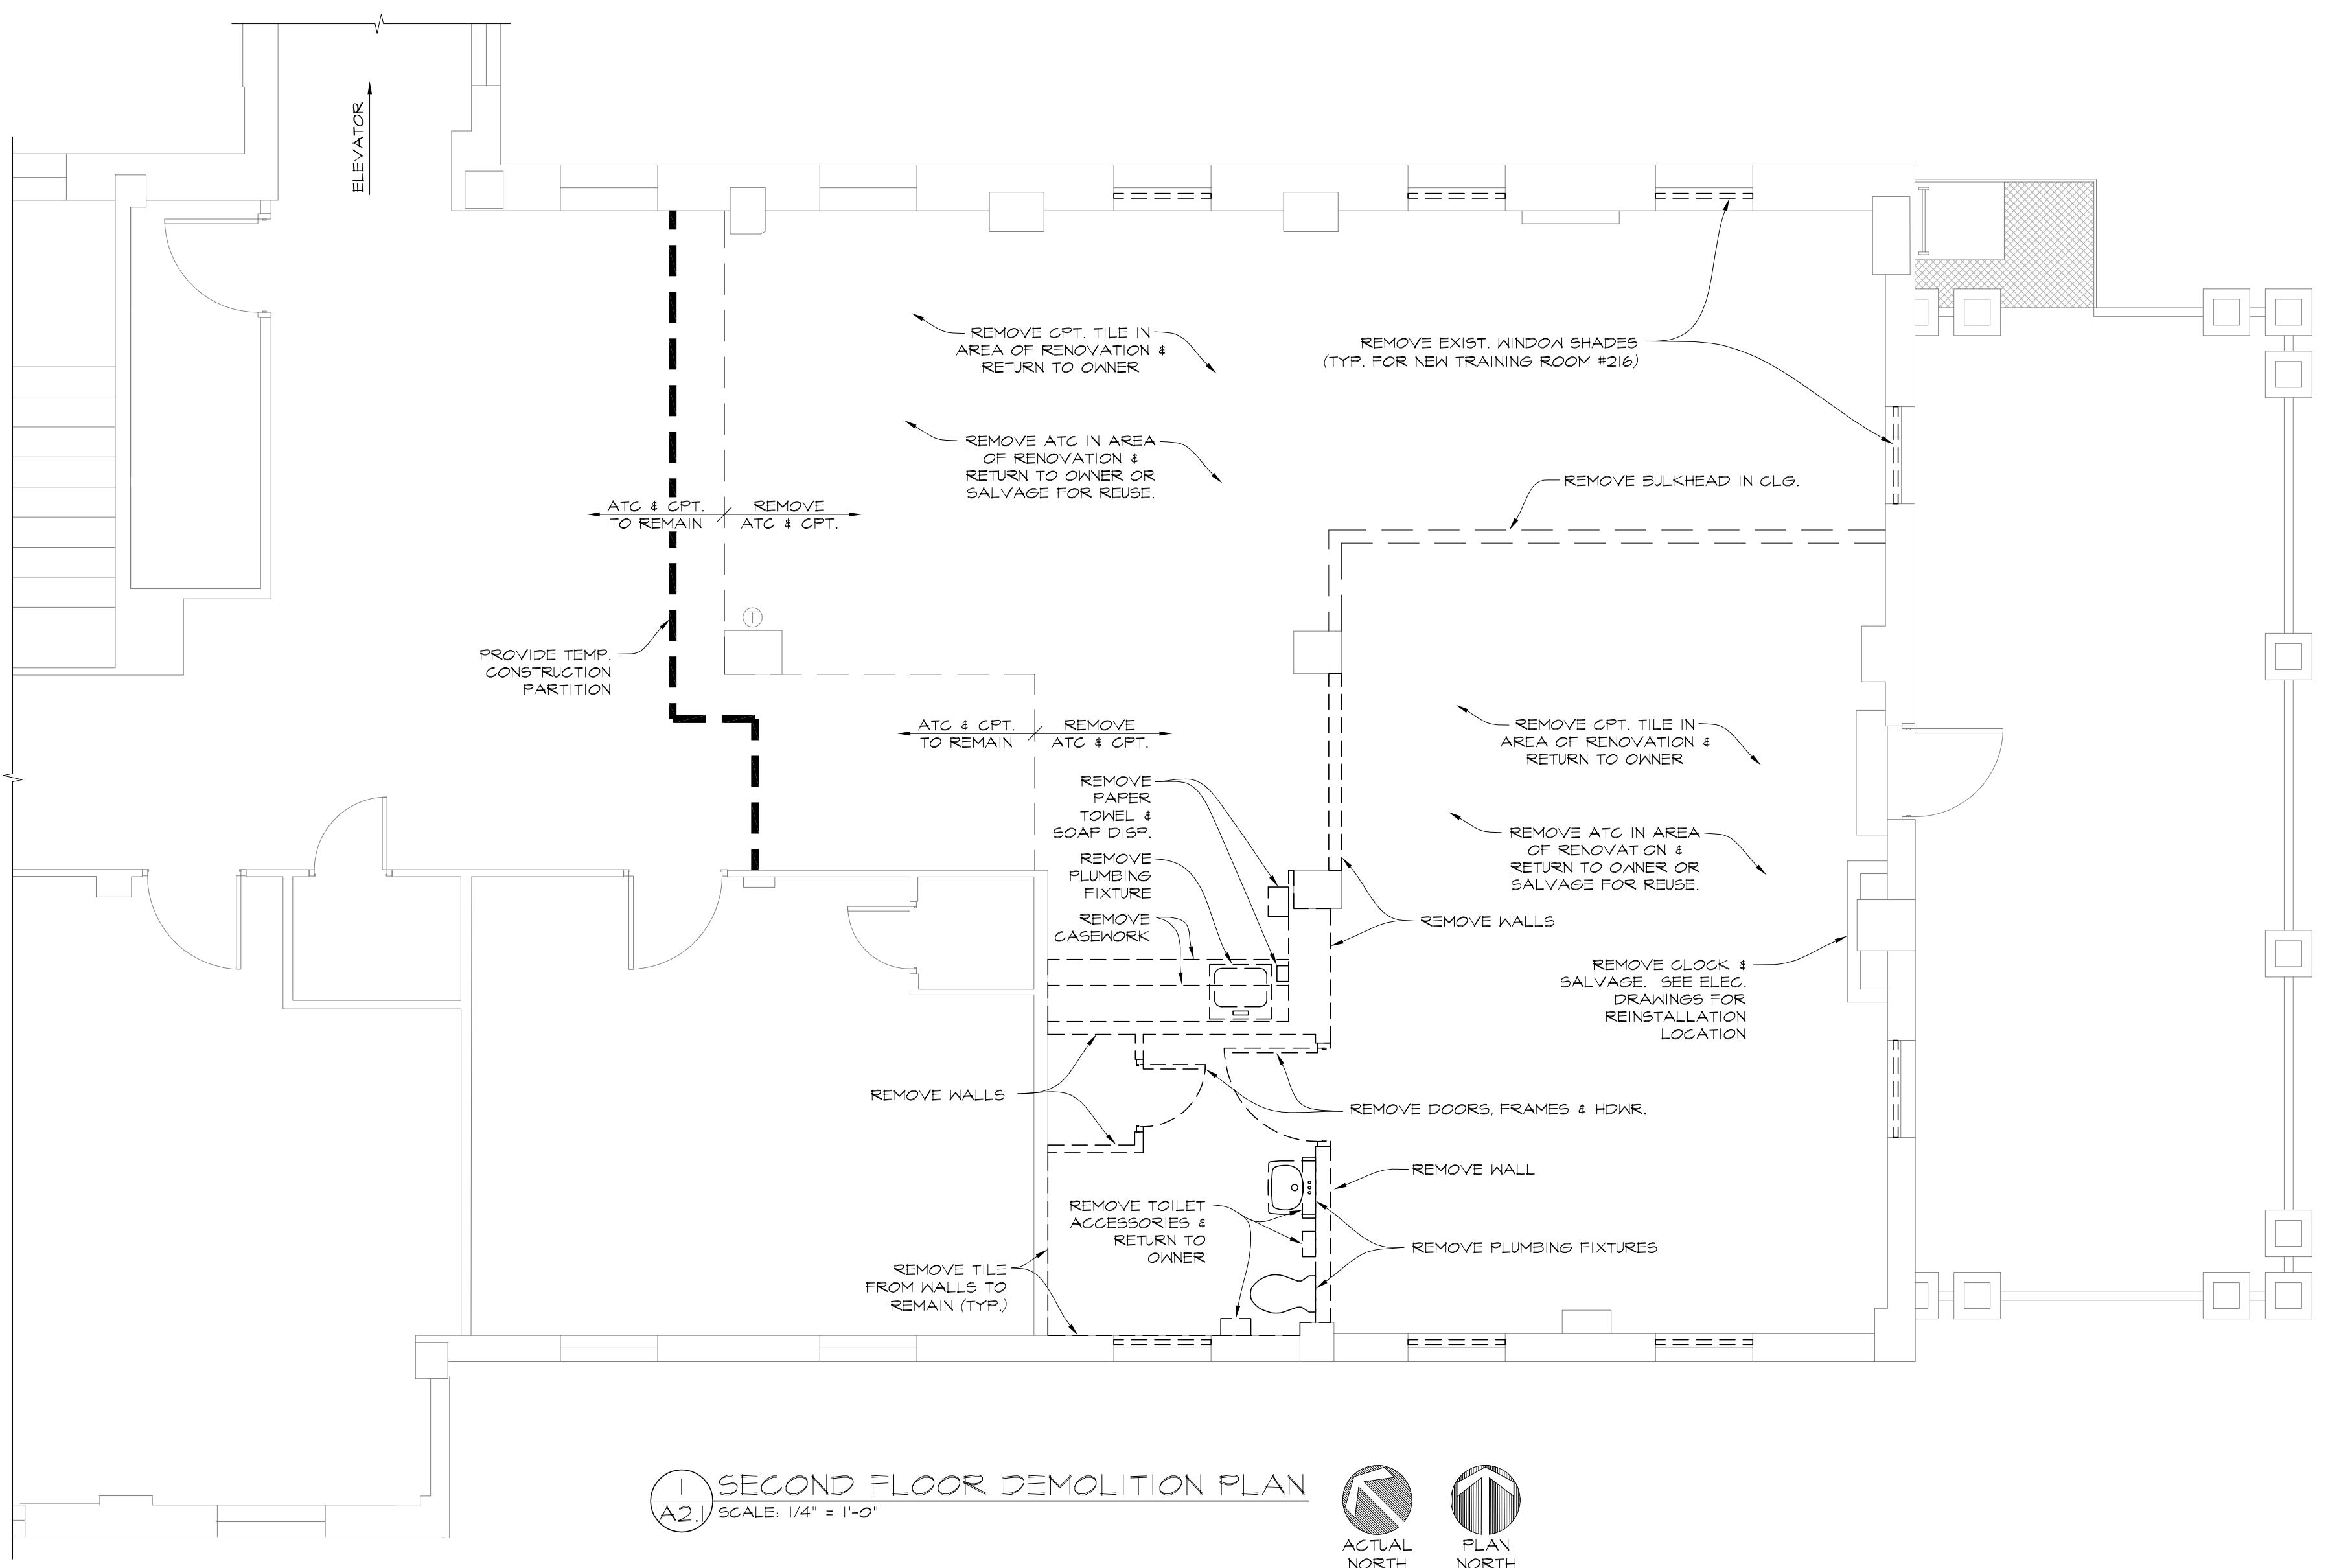 ELEVATOR
REMOVE CPT. TILE IN
AREA OF RENOVATION &
RETURN TO OWNER
REMOVE EXIST. WINDOW SHADES
(TYP. FOR NEW TRAINING ROOM #216)
REMOVE ATC IN AREA
OF RENOVATION &
RETURN TO OWNER OR
SALVAGE FOR REUSE.
REMOVE BULKHEAD IN CLG.
ATC & CPT.
TO REMAIN
REMOVE
ATC & CPT.
T
PROVIDE TEMP.
CONSTRUCTION
PARTITION
ATC & CPT.
TO REMAIN
REMOVE
ATC & CPT.
REMOVE CPT. TILE IN
AREA OF RENOVATION &
RETURN TO OWNER
REMOVE
PAPER
TOWEL &
SOAP DISP.
REMOVE ATC IN AREA
OF RENOVATION &
RETURN TO OWNER OR
SALVAGE FOR REUSE.
REMOVE
PLUMBING
FIXTURE
REMOVE
CASEWORK
REMOVE WALLS
REMOVE CLOCK &
SALVAGE. SEE ELEC.
DRAWINGS FOR
REINSTALLATION
LOCATION
REMOVE WALLS
REMOVE DOORS, FRAMES & HDWR.
REMOVE WALL
REMOVE TOILET
ACCESSORIES &
RETURN TO
OWNER
REMOVE PLUMBING FIXTURES
REMOVE TILE
FROM WALLS TO
REMAIN (TYP.)
1
A2.1
SECOND FLOOR DEMOLITION PLAN
SCALE: 1/4" = 1'-0"
ACTUAL
NORTH
PLAN
NORTH